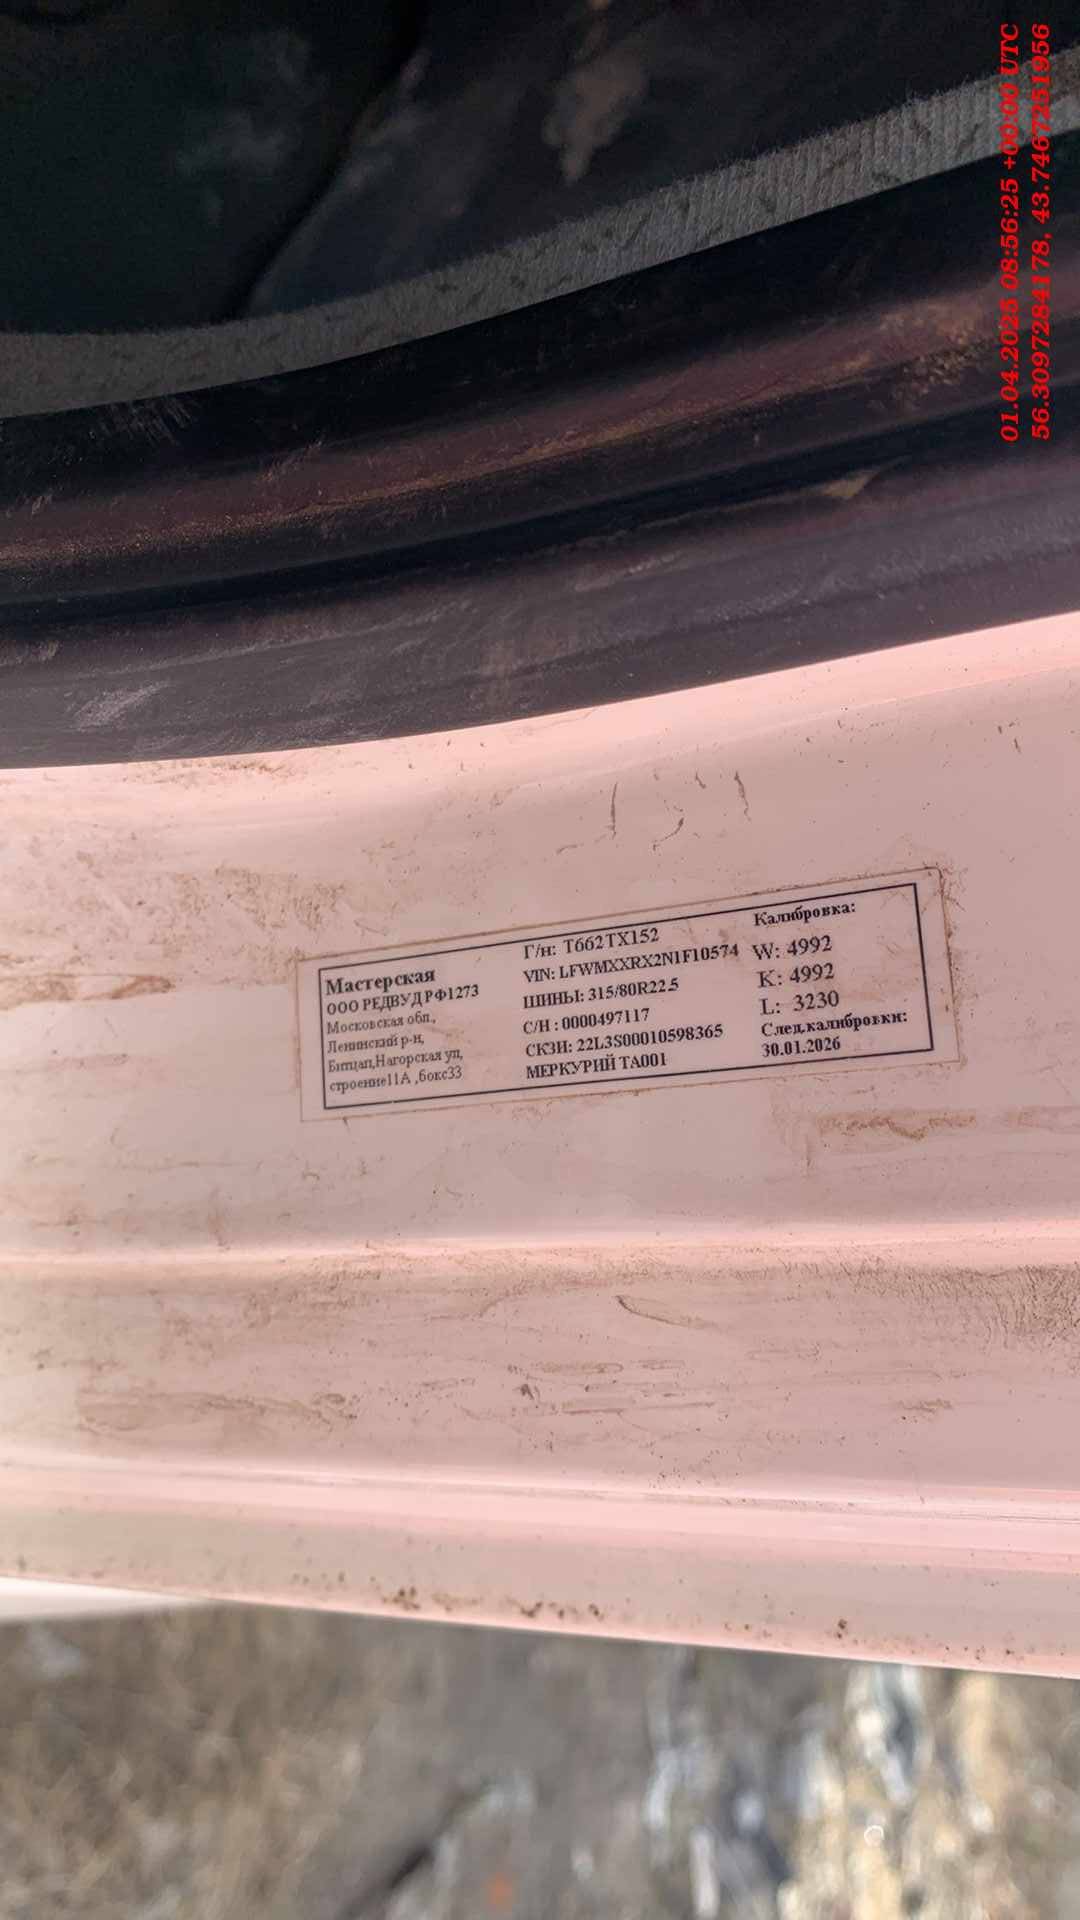 01.04.2025 08:56:25 +00:00 UTC
56.3097284178, 43.7467251956
Мастерская
ООО РЕДВУД РФ1273
Московская обл.,
Ленинский р-н,
Битцап,Нагорская ул,
строение11А ,бокс33
Г/н: Т662ТХ152
VIN: LFWMXXRX2N1F10574
ШИНЫ: 315/80R22.5
С/Н : 0000497117
СКЗИ: 22L3S00010598365
МЕРКУРИЙ ТА001
Калибровка:
W: 4992
K: 4992
L: 3230
След.калибровки:
30.01.2026